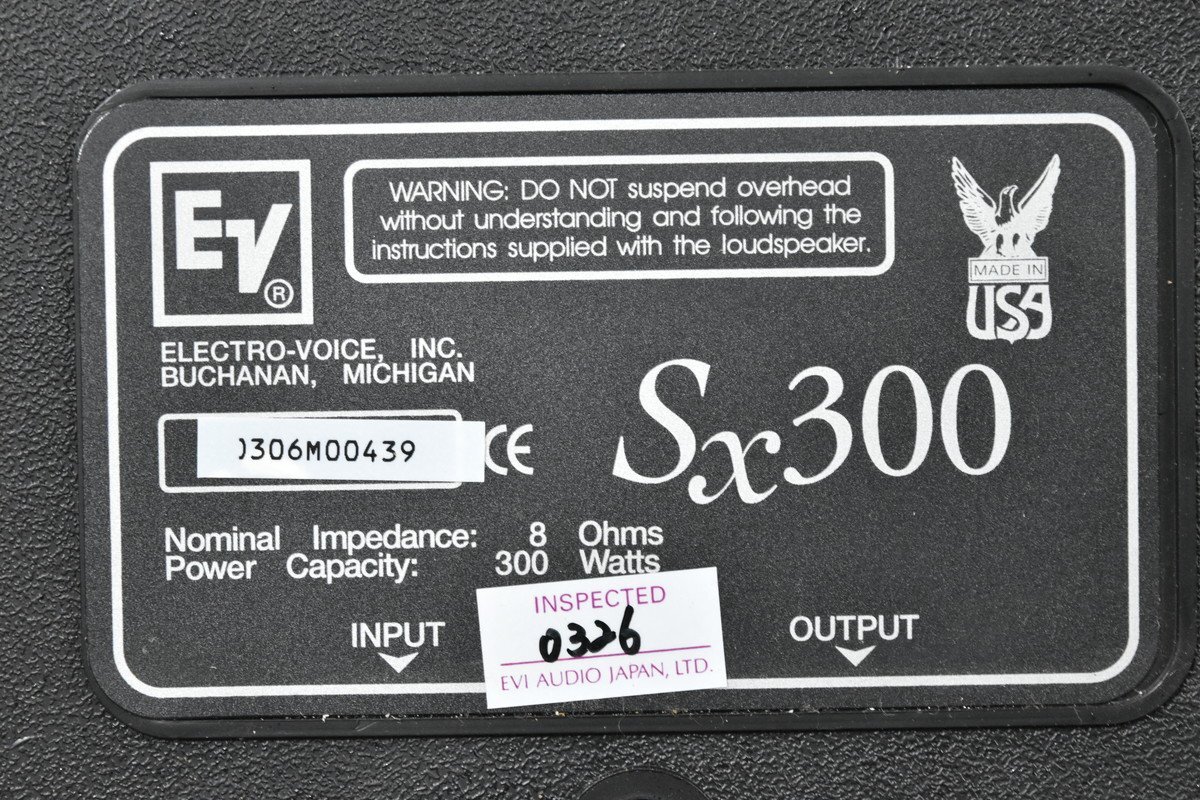 EV®
WARNING: DO NOT suspend overhead
without understanding and following the
instructions supplied with the loudspeaker.
MADE IN
USA
ELECTRO-VOICE, INC.
BUCHANAN, MICHIGAN
J306M00439
CE
Sx300
Nominal Impedance: 8 Ohms
Power Capacity: 300 Watts
INPUT
OUTPUT
INSPECTED
0326
EVI AUDIO JAPAN, LTD.